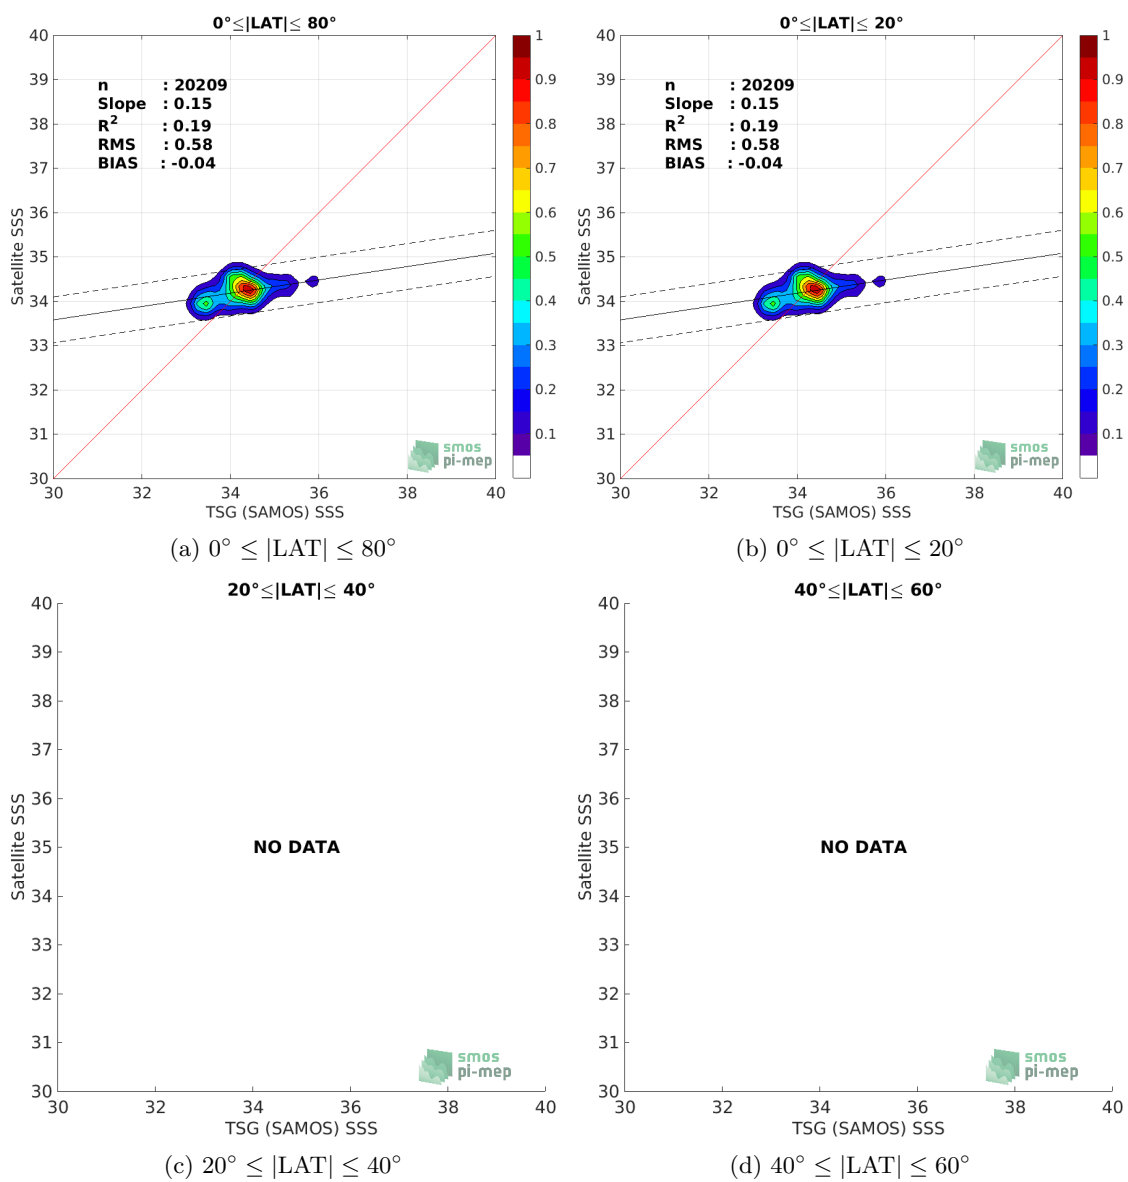 0°≤|LAT|≤ 80°
40
39
38
37
36
35
34
33
32
31
30
Satellite SSS
n : 20209
Slope : 0.15
R² : 0.19
RMS : 0.58
BIAS : -0.04
1
0.9
0.8
0.7
0.6
0.5
0.4
0.3
0.2
0.1
smos
pi-mep
30 32 34 36 38 40
TSG (SAMOS) SSS
(a) 0° ≤ |LAT| ≤ 80°
0°≤|LAT|≤ 20°
40
39
38
37
36
35
34
33
32
31
30
Satellite SSS
n : 20209
Slope : 0.15
R² : 0.19
RMS : 0.58
BIAS : -0.04
1
0.9
0.8
0.7
0.6
0.5
0.4
0.3
0.2
0.1
smos
pi-mep
30 32 34 36 38 40
TSG (SAMOS) SSS
(b) 0° ≤ |LAT| ≤ 20°
20°≤|LAT|≤ 40°
40
39
38
37
36
35
34
33
32
31
30
Satellite SSS
NO DATA
smos
pi-mep
30 32 34 36 38 40
TSG (SAMOS) SSS
(c) 20° ≤ |LAT| ≤ 40°
40°≤|LAT|≤ 60°
40
39
38
37
36
35
34
33
32
31
30
Satellite SSS
NO DATA
smos
pi-mep
30 32 34 36 38 40
TSG (SAMOS) SSS
(d) 40° ≤ |LAT| ≤ 60°